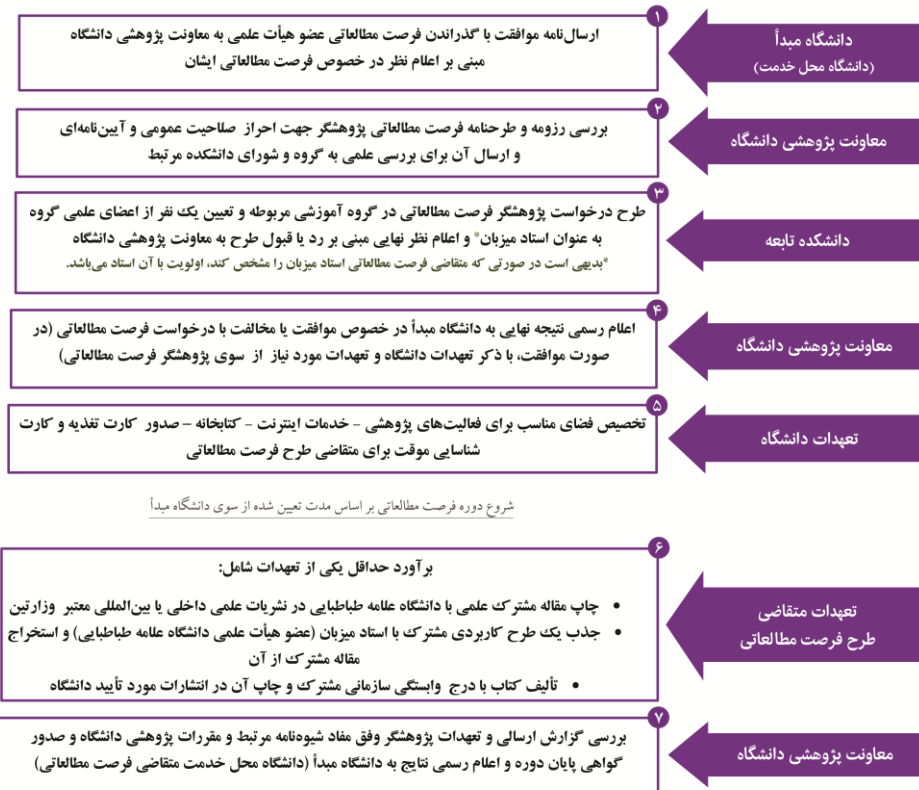 ۱
دانشگاه مبدأ
(دانشگاه محل خدمت)
ارسال‌نامه موافقت با گذراندن فرصت مطالعاتی عضو هیأت علمی به معاونت پژوهشی دانشگاه
مبنی بر اعلام نظر در خصوص فرصت مطالعاتی ایشان
۲
معاونت پژوهشی دانشگاه
بررسی رزومه و طرحنامه فرصت مطالعاتی پژوهشگر جهت احراز صلاحیت عمومی و آیین‌نامه‌ای
و ارسال آن برای بررسی علمی به گروه و شورای دانشکده مرتبط
۳
دانشکده تابعه
طرح درخواست پژوهشگر فرصت مطالعاتی در گروه آموزشی مربوطه و تعیین یک نفر از اعضای علمی گروه
به عنوان استاد میزبان* و اعلام نظر نهایی مبنی بر رد یا قبول طرح به معاونت پژوهشی دانشگاه
*بدیهی است در صورتی که متقاضی فرصت مطالعاتی استاد میزبان را مشخص کند، اولویت با آن استاد می‌باشد.
۴
معاونت پژوهشی دانشگاه
اعلام رسمی نتیجه نهایی به دانشگاه مبدأ در خصوص موافقت یا مخالفت با درخواست فرصت مطالعاتی (در
صورت موافقت، با ذکر تعهدات دانشگاه و تعهدات مورد نیاز از سوی پژوهشگر فرصت مطالعاتی)
۵
تعهدات دانشگاه
تخصیص فضای مناسب برای فعالیت‌های پژوهشی - خدمات اینترنت - کتابخانه – صدور کارت تغذیه و کارت
شناسایی موقت برای متقاضی طرح فرصت مطالعاتی
شروع دوره فرصت مطالعاتی بر اساس مدت تعیین شده از سوی دانشگاه مبدأ
۶
تعهدات متقاضی
طرح فرصت مطالعاتی
برآورد حداقل یکی از تعهدات شامل:
• چاپ مقاله مشترک علمی با دانشگاه علامه طباطبایی در نشریات علمی داخلی یا بین‌المللی معتبر وزارتین
• جذب یک طرح کاربردی مشترک با استاد میزبان (عضو هیأت علمی دانشگاه علامه طباطبایی) و استخراج
مقاله مشترک از آن
• تألیف کتاب با درج وابستگی سازمانی مشترک و چاپ آن در انتشارات مورد تأیید دانشگاه
۷
معاونت پژوهشی دانشگاه
بررسی گزارش ارسالی و تعهدات پژوهشگر وفق مفاد شیوه‌نامه مرتبط و مقررات پژوهشی دانشگاه و صدور
گواهی پایان دوره و اعلام رسمی نتایج به دانشگاه مبدأ (دانشگاه محل خدمت متقاضی فرصت مطالعاتی)